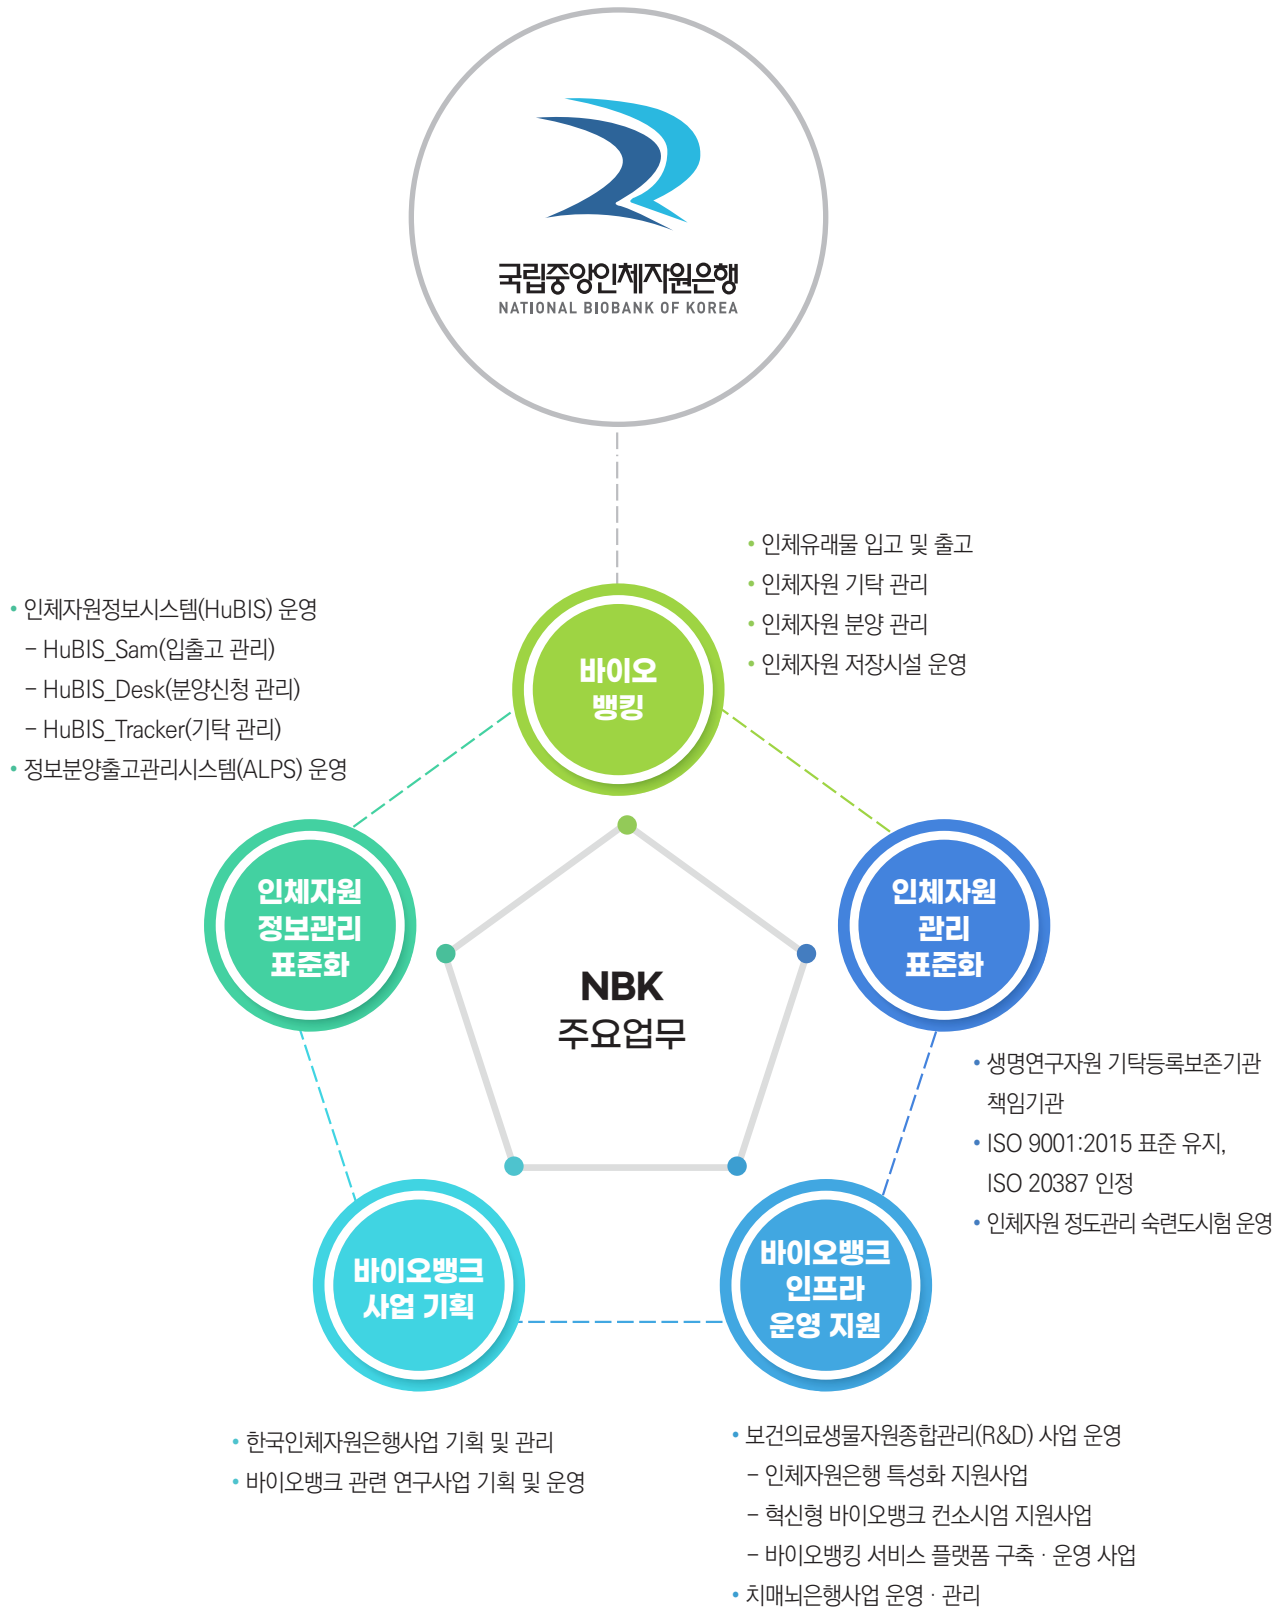 국립중앙인체자원은행
NATIONAL BIOBANK OF KOREA
• 인체유래물 입고 및 출고
• 인체자원 기탁 관리
• 인체자원 분양 관리
• 인체자원 저장시설 운영
• 인체자원정보시스템(HuBIS) 운영
– HuBIS_Sam(입출고 관리)
– HuBIS_Desk(분양신청 관리)
– HuBIS_Tracker(기탁 관리)
• 정보분양출고관리시스템(ALPS) 운영
바이오
뱅킹
인체자원
정보관리
표준화
인체자원
관리
표준화
NBK
주요업무
• 생명연구자원 기탁등록보존기관
책임기관
• ISO 9001:2015 표준 유지,
ISO 20387 인정
• 인체자원 정도관리 숙련도시험 운영
바이오뱅크
사업 기획
바이오뱅크
인프라
운영 지원
• 한국인체자원은행사업 기획 및 관리
• 바이오뱅크 관련 연구사업 기획 및 운영
• 보건의료생물자원종합관리(R&D) 사업 운영
– 인체자원은행 특성화 지원사업
– 혁신형 바이오뱅크 컨소시엄 지원사업
– 바이오뱅킹 서비스 플랫폼 구축 · 운영 사업
• 치매뇌은행사업 운영 · 관리